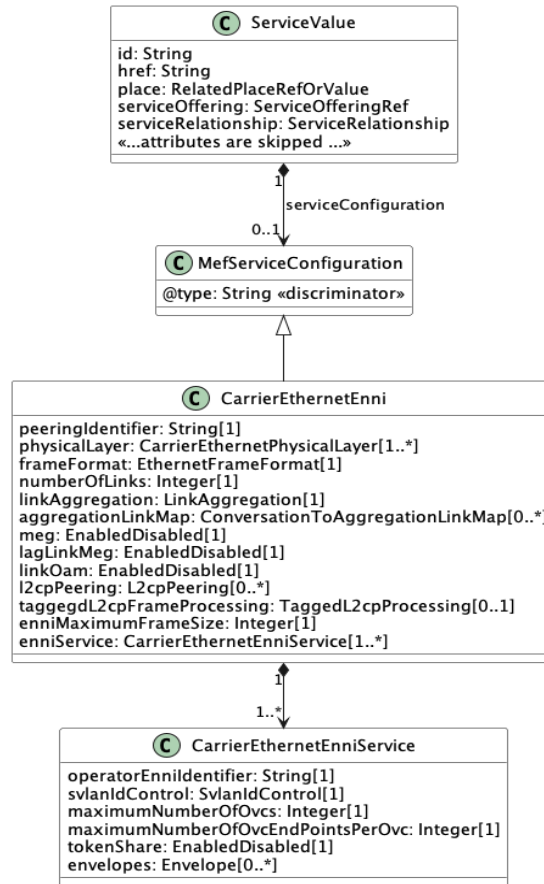 C ServiceValue
id: String
href: String
place: RelatedPlaceRefOrValue
serviceOffering: ServiceOfferingRef
serviceRelationship: ServiceRelationship
«...attributes are skipped ...»
1
serviceConfiguration
0..1
C MefServiceConfiguration
@type: String «discriminator»
C CarrierEthernetEnni
peeringIdentifier: String[1]
physicalLayer: CarrierEthernetPhysicalLayer[1..*]
frameFormat: EthernetFrameFormat[1]
numberOfLinks: Integer[1]
linkAggregation: LinkAggregation[1]
aggregationLinkMap: ConversationToAggregationLinkMap[0..*]
meg: EnabledDisabled[1]
lagLinkMeg: EnabledDisabled[1]
linkOam: EnabledDisabled[1]
l2cpPeering: L2cpPeering[0..*]
taggegdL2cpFrameProcessing: TaggedL2cpProcessing[0..1]
enniMaximumFrameSize: Integer[1]
enniService: CarrierEthernetEnniService[1..*]
1
1..*
C CarrierEthernetEnniService
operatorEnniIdentifier: String[1]
svlanIdControl: SvlanIdControl[1]
maximumNumberOfOvcs: Integer[1]
maximumNumberOfOvcEndPointsPerOvc: Integer[1]
tokenShare: EnabledDisabled[1]
envelopes: Envelope[0..*]